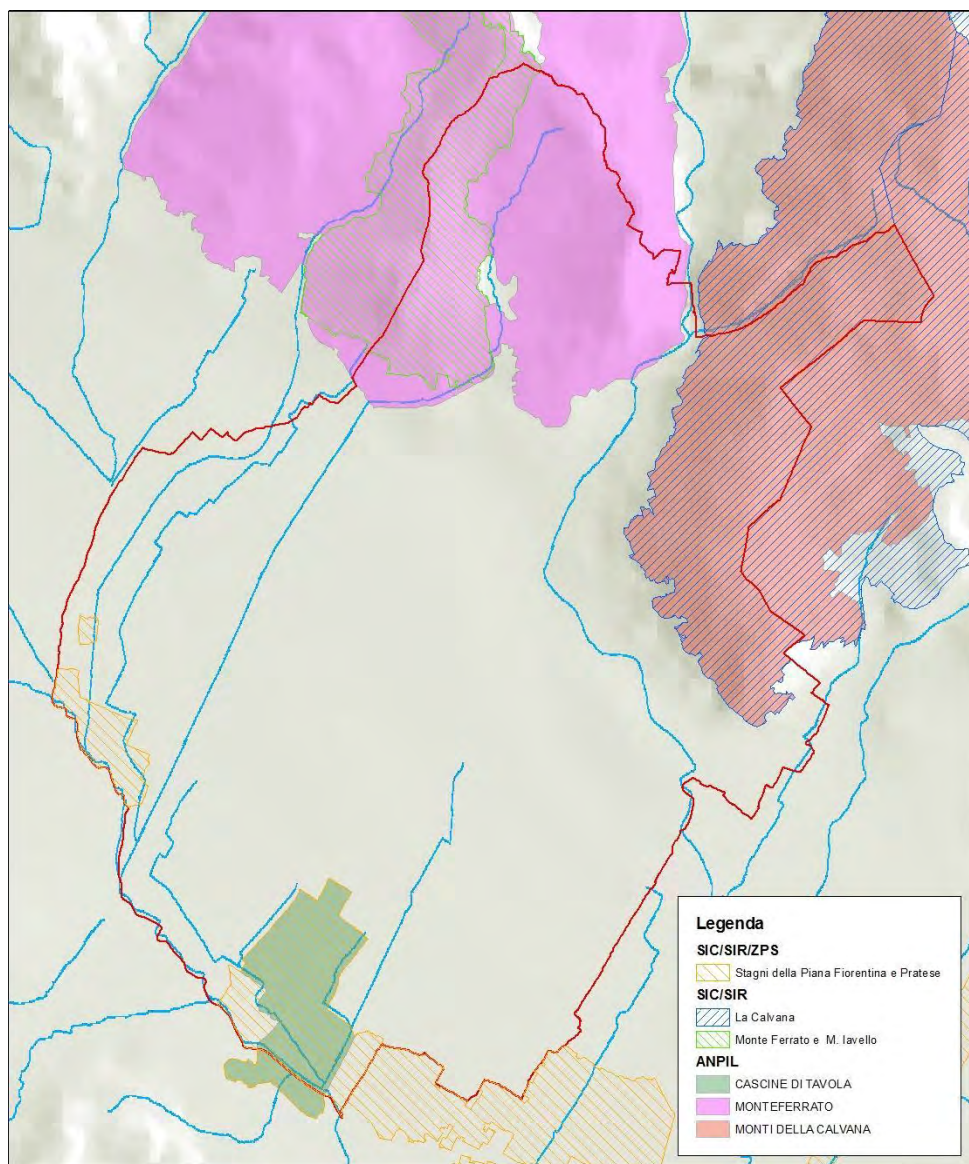 Legenda
SIC/SIR/ZPS
Stagni della Piana Fiorentina e Pratese
SIC/SIR
La Calvana
Monte Ferrato e M. Iavello
ANPIL
CASCINE DI TAVOLA
MONTEFERRATO
MONTI DELLA CALVANA